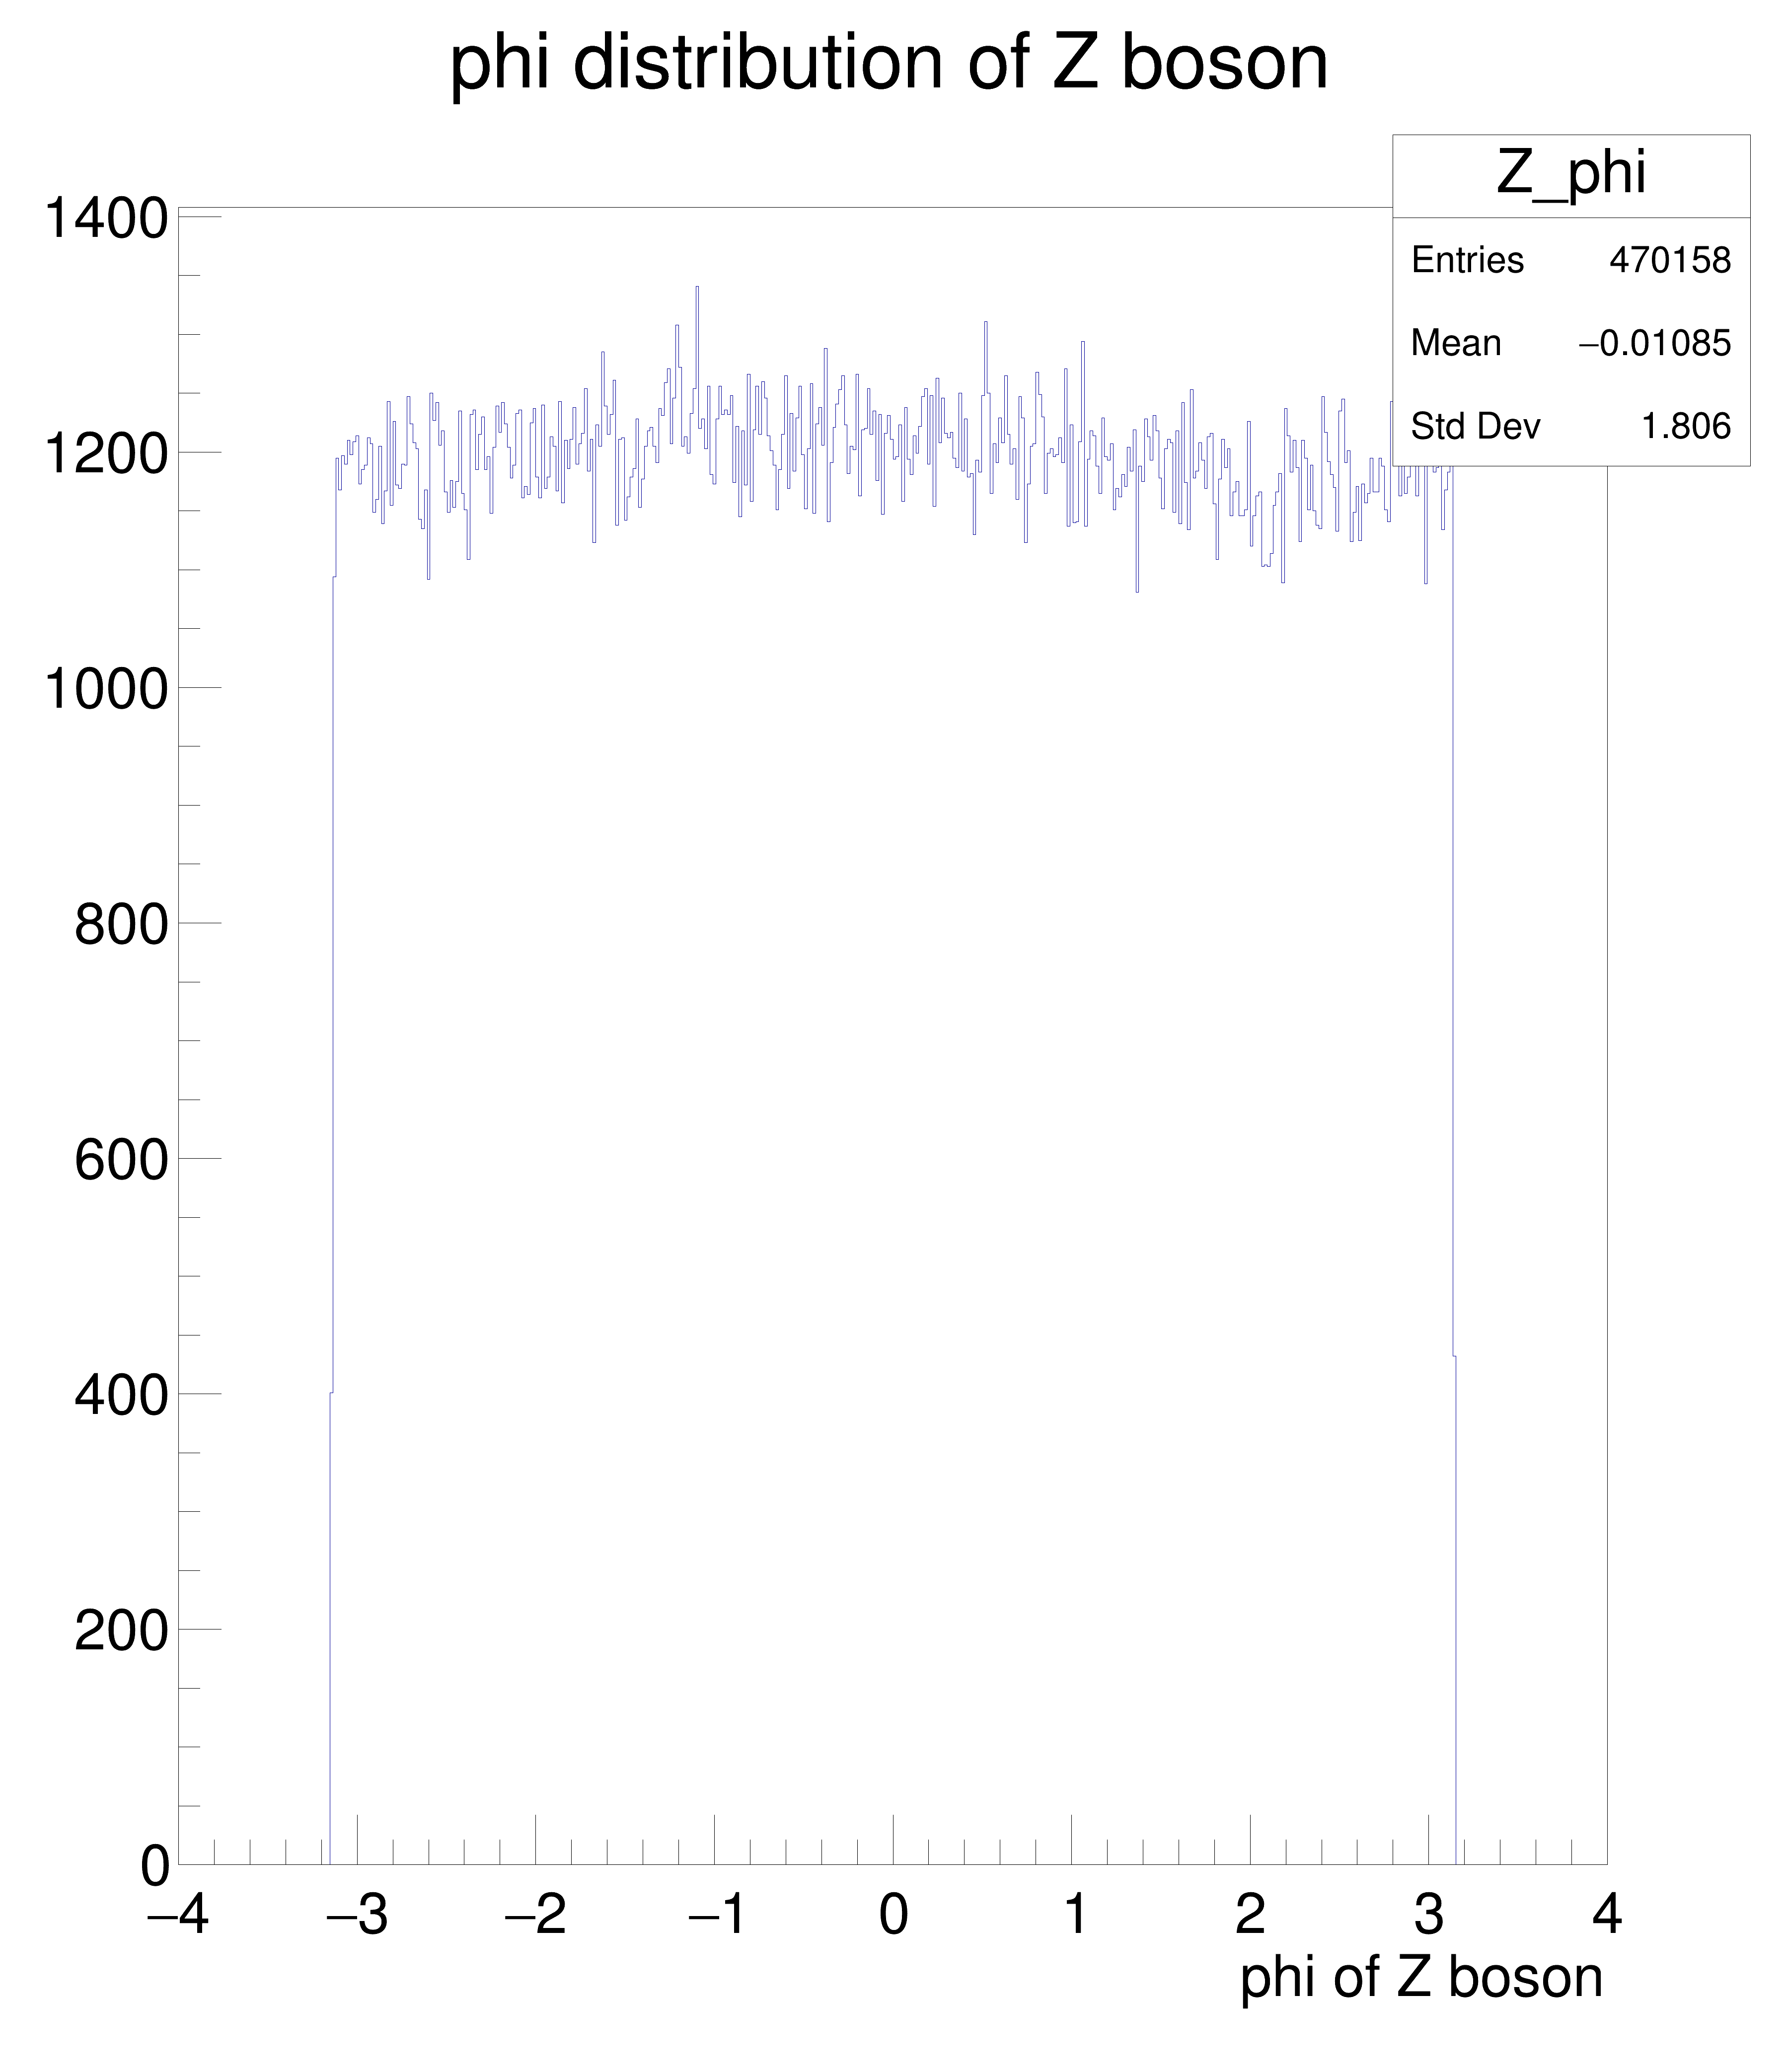 phi distribution of Z boson
Z_phi
Entries 470158
Mean −0.01085
Std Dev 1.806
1400
1200
1000
800
600
400
200
0
−4 −3 −2 −1 0 1 2 3 4
phi of Z boson